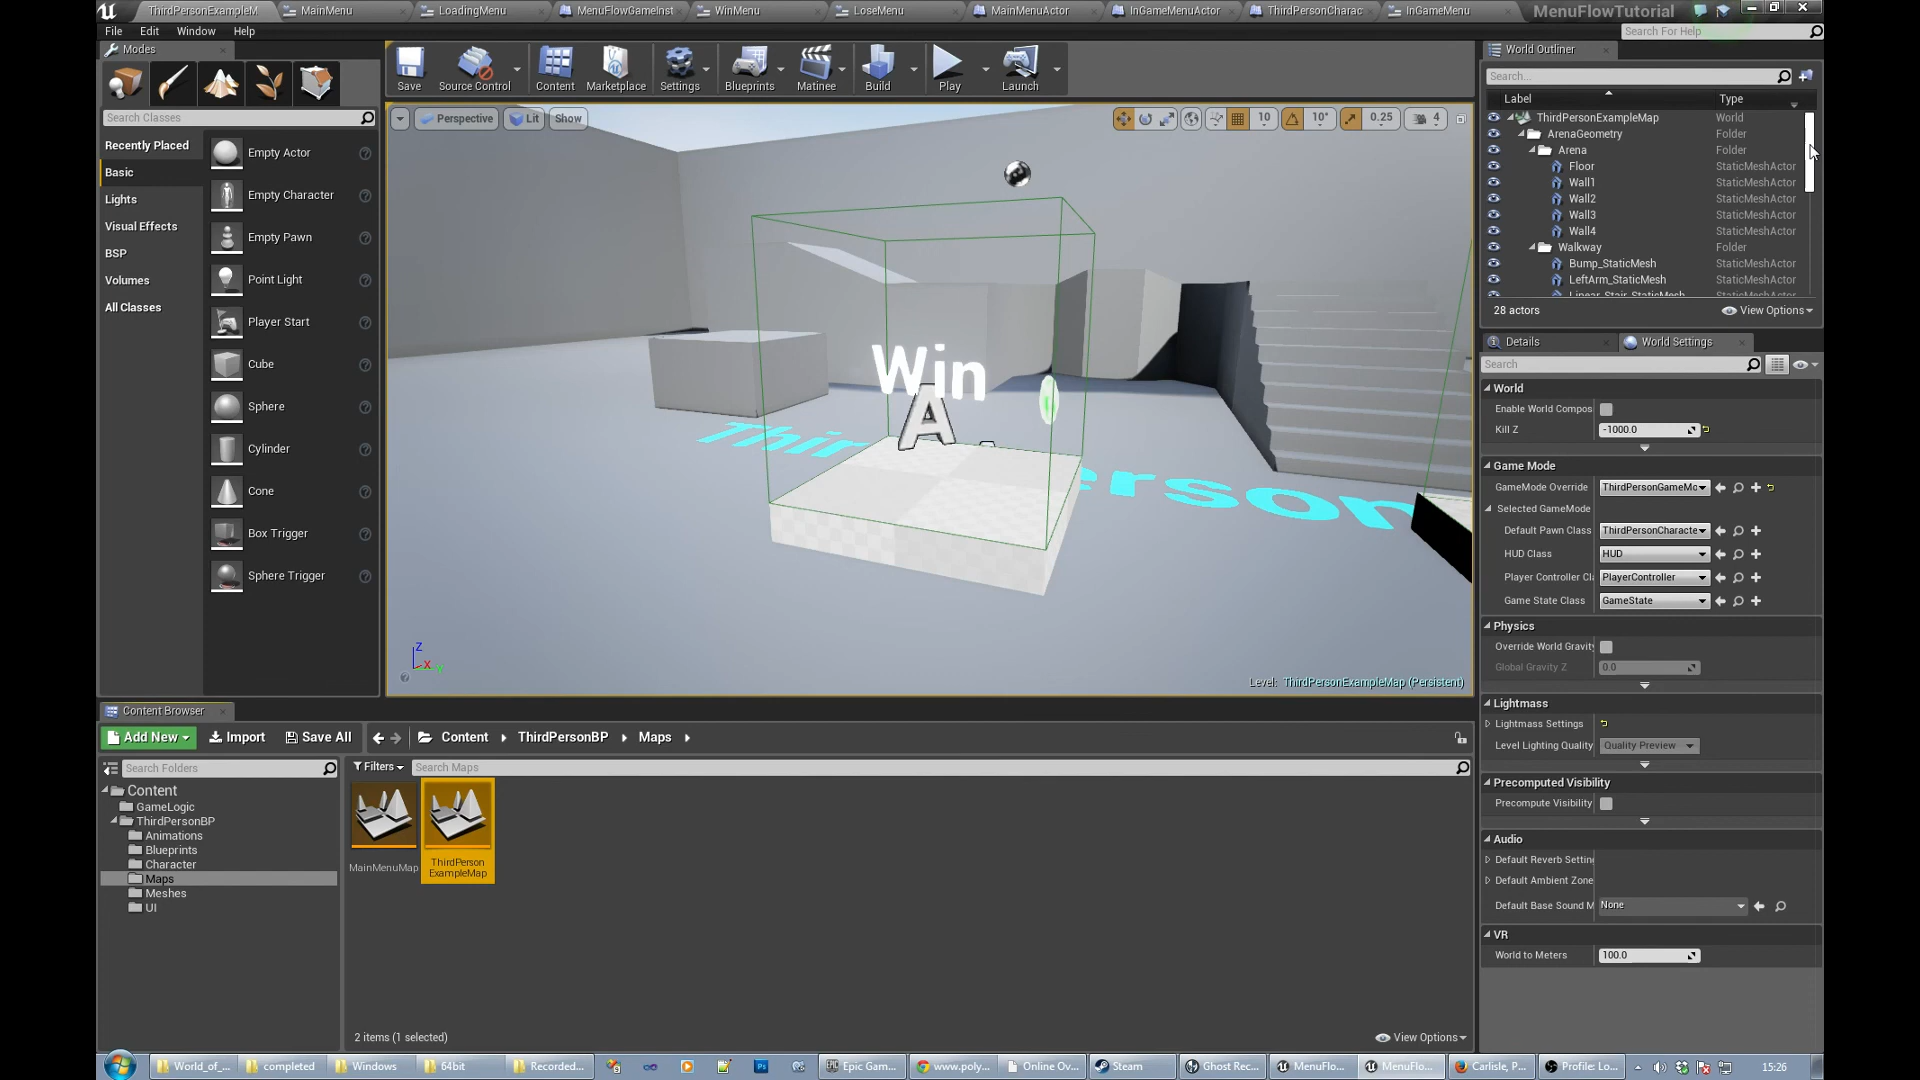 ThirdPersonExampleM
MainMenu
LoadingMenu
MenuFlowGameInst
WinMenu
LoseMenu
MainMenuActor
InGameMenuActor
ThirdPersonCharac
InGameMenu
MenuFlowTutorial
File Edit Window Help
Search For Help
Modes
Save
Source Control
Content
Marketplace
Settings
Blueprints
Matinee
Build
Play
Launch
Search Classes
Recently Placed
Basic
Lights
Visual Effects
BSP
Volumes
All Classes
Empty Actor
Empty Character
Empty Pawn
Point Light
Player Start
Cube
Sphere
Cylinder
Cone
Box Trigger
Sphere Trigger
Perspective Lit Show
10 10° 0.25 4
Win
A
Level: ThirdPersonExampleMap (Persistent)
World Outliner
Search...
Label Type
ThirdPersonExampleMap World
ArenaGeometry Folder
Arena Folder
Floor StaticMeshActor
Wall1 StaticMeshActor
Wall2 StaticMeshActor
Wall3 StaticMeshActor
Wall4 StaticMeshActor
Walkway Folder
Bump_StaticMesh StaticMeshActor
LeftArm_StaticMesh StaticMeshActor
Linear_Stair_StaticMesh StaticMeshActor
28 actors View Options
Details World Settings
Search
World
Enable World Compos
Kill Z -1000.0
Game Mode
GameMode Override ThirdPersonGameMo
Selected GameMode
Default Pawn Class ThirdPersonCharacte
HUD Class HUD
Player Controller Cl PlayerController
Game State Class GameState
Physics
Override World Gravit
Global Gravity Z 0.0
Lightmass
Lightmass Settings
Level Lighting Quality Quality Preview
Precomputed Visibility
Precompute Visibility
Audio
Default Reverb Settin
Default Ambient Zone
Default Base Sound M None
VR
World to Meters 100.0
Content Browser
Add New Import Save All Content ThirdPersonBP Maps
Search Folders
Filters Search Maps
Content
GameLogic
ThirdPersonBP
Animations
Blueprints
Character
Maps
Meshes
UI
MainMenuMap
ThirdPerson
ExampleMap
2 items (1 selected)
View Options
World_of_...
completed
Windows
64bit
Recorded...
Epic Gam...
www.poly...
Online Ov...
Steam
Ghost Rec...
MenuFlo...
MenuFlo...
Carlisle, P...
Profile: Lo...
15:26